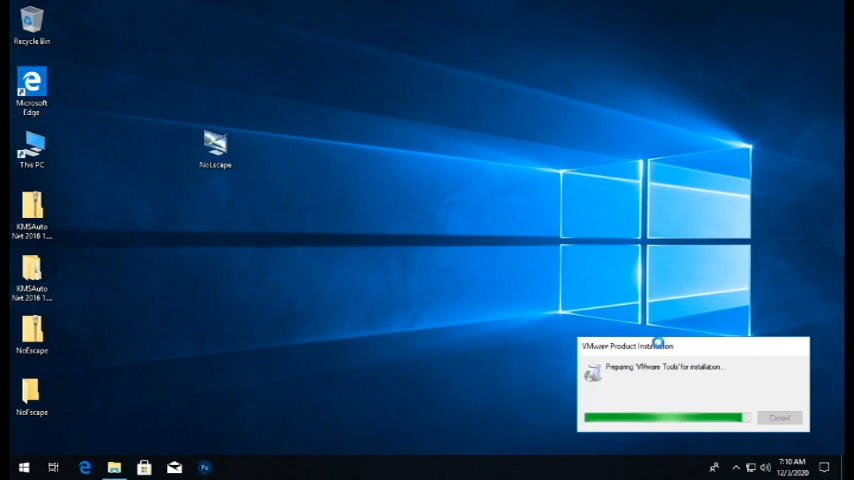 Recycle Bin
Microsoft
Edge
This PC
KMSAuto
Net 2016 1....
KMSAuto
Net 2016 1....
NoEscape
NoEscape
NoEscape
VMware Product Installation
Preparing 'VMware Tools' for installation...
Cancel
Ps
7:10 AM
12/3/2020